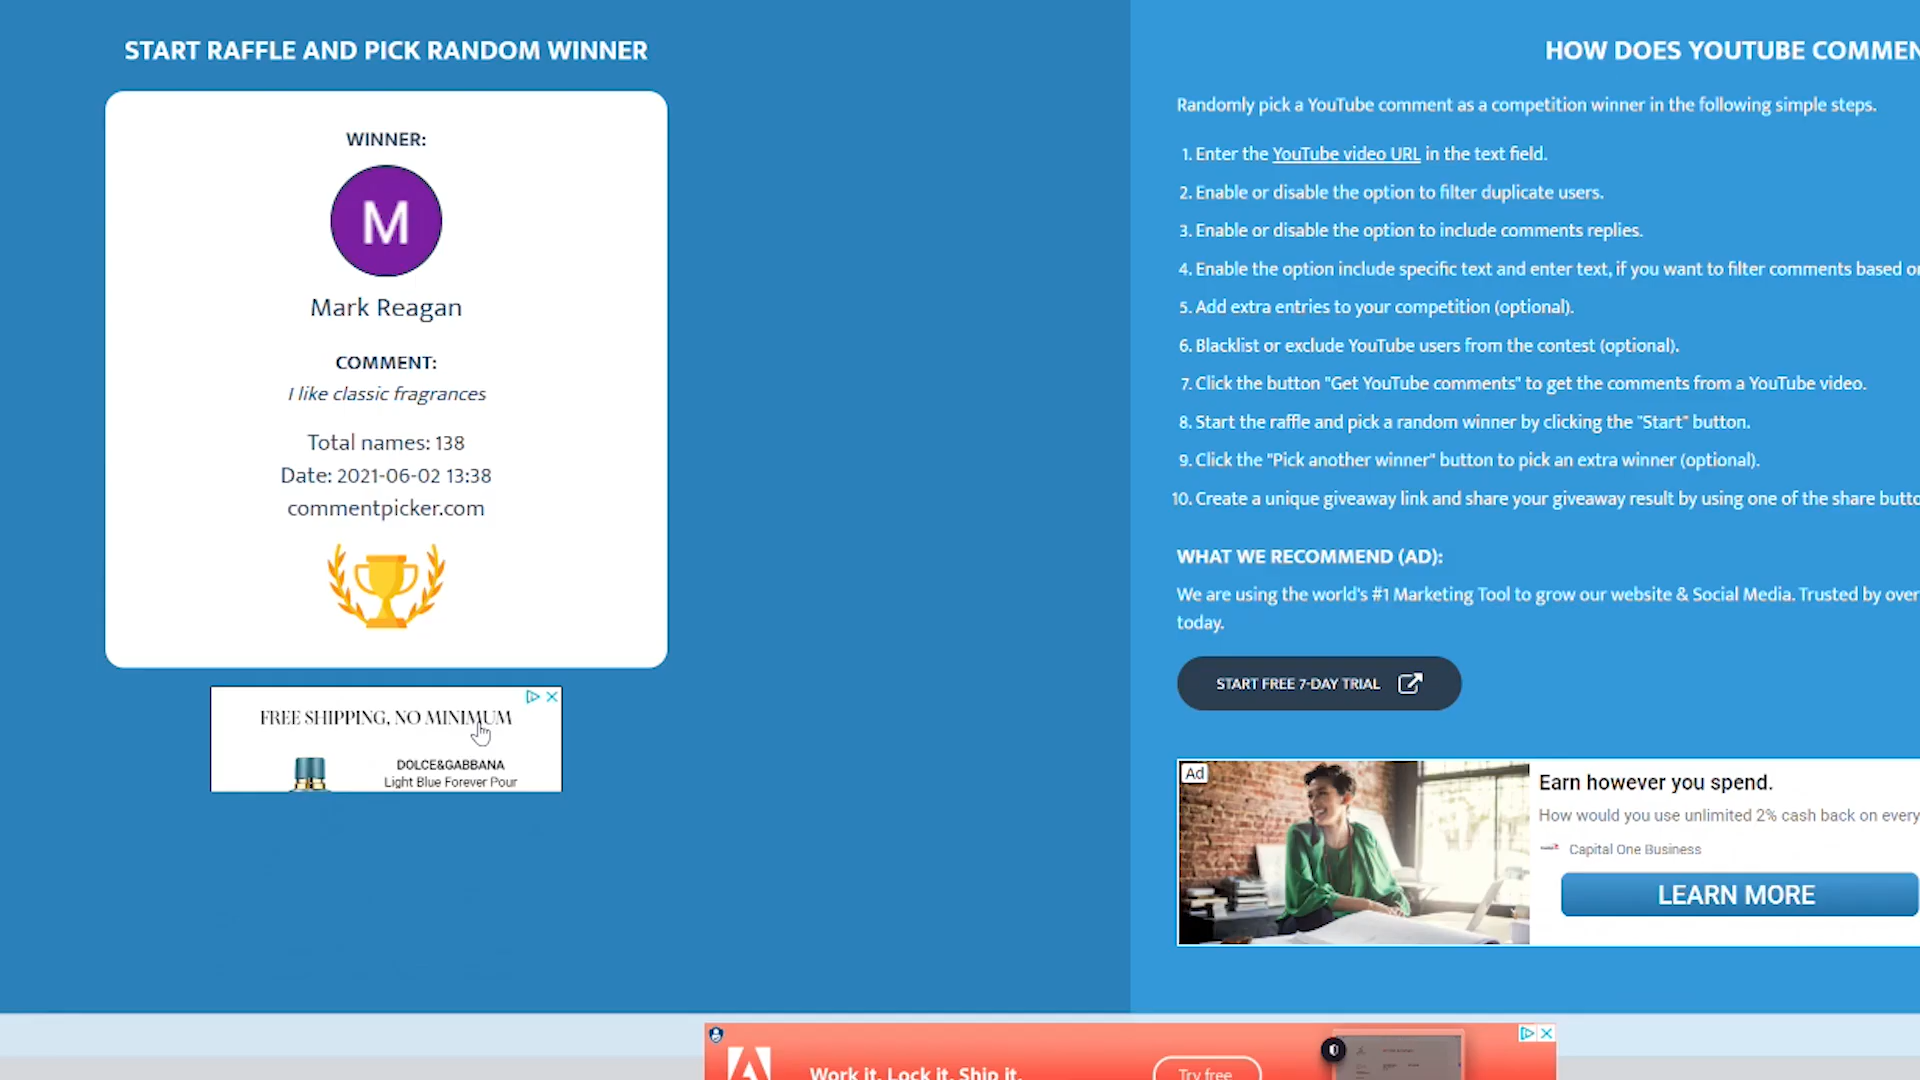 START RAFFLE AND PICK RANDOM WINNER
WINNER:
M
Mark Reagan
COMMENT:
I like classic fragrances
Total names: 138
Date: 2021-06-02 13:38
commentpicker.com
FREE SHIPPING, NO MINIMUM
DOLCE&GABBANA
Light Blue Forever Pour
HOW DOES YOUTUBE COMMEN
Randomly pick a YouTube comment as a competition winner in the following simple steps.
1. Enter the YouTube video URL in the text field.
2. Enable or disable the option to filter duplicate users.
3. Enable or disable the option to include comments replies.
4. Enable the option include specific text and enter text, if you want to filter comments based on
5. Add extra entries to your competition (optional).
6. Blacklist or exclude YouTube users from the contest (optional).
7. Click the button "Get YouTube comments" to get the comments from a YouTube video.
8. Start the raffle and pick a random winner by clicking the "Start" button.
9. Click the "Pick another winner" button to pick an extra winner (optional).
10. Create a unique giveaway link and share your giveaway result by using one of the share butto
WHAT WE RECOMMEND (AD):
We are using the world's #1 Marketing Tool to grow our website & Social Media. Trusted by over
today.
START FREE 7-DAY TRIAL
Ad
Earn however you spend.
How would you use unlimited 2% cash back on every
Capital One Business
LEARN MORE
Work it. Lock it. Ship it.
Try free